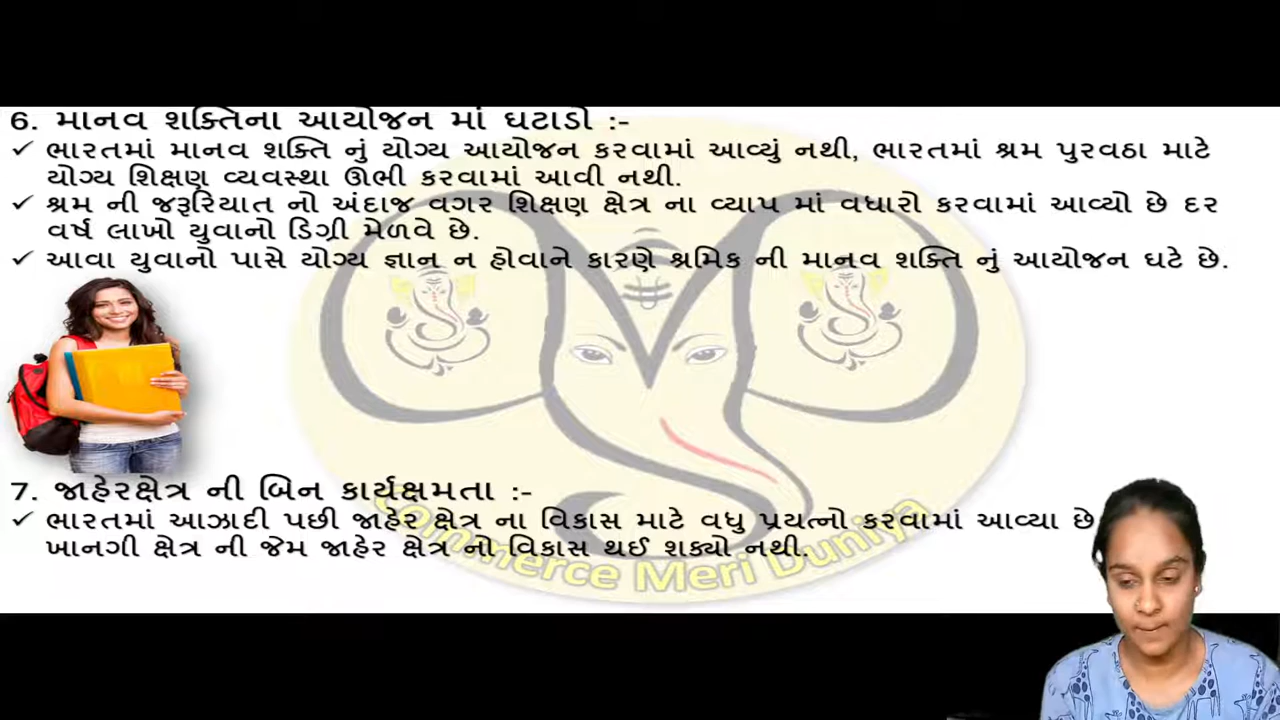 6. માનવ શક્તિના આયોજન માં ઘટાડો :-
✓ ભારતમાં માનવ શક્તિ નું યોગ્ય આયોજન કરવામાં આવ્યું નથી, ભારતમાં શ્રમ પુરવઠા માટે
યોગ્ય શિક્ષણ વ્યવસ્થા ઊભી કરવામાં આવી નથી.
✓ શ્રમ ની જરૂરિયાત નો અંદાજ વગર શિક્ષણ ક્ષેત્ર ના વ્યાપ માં વધારો કરવામાં આવ્યો છે દર
વર્ષ લાખો યુવાનો ડિગ્રી મેળવે છે.
✓ આવા યુવાનો પાસે યોગ્ય જ્ઞાન ન હોવાને કારણે શ્રમિક ની માનવ શક્તિ નું આયોજન ઘટે છે.
7. જાહેરક્ષેત્ર ની બિન કાર્યક્ષમતા :-
✓ ભારતમાં આઝાદી પછી જાહેર ક્ષેત્ર ના વિકાસ માટે વધુ પ્રયત્નો કરવામાં આવ્યા છે
ખાનગી ક્ષેત્ર ની જેમ જાહેર ક્ષેત્ર નો વિકાસ થઈ શક્યો નથી.
Commerce Meri Duniya